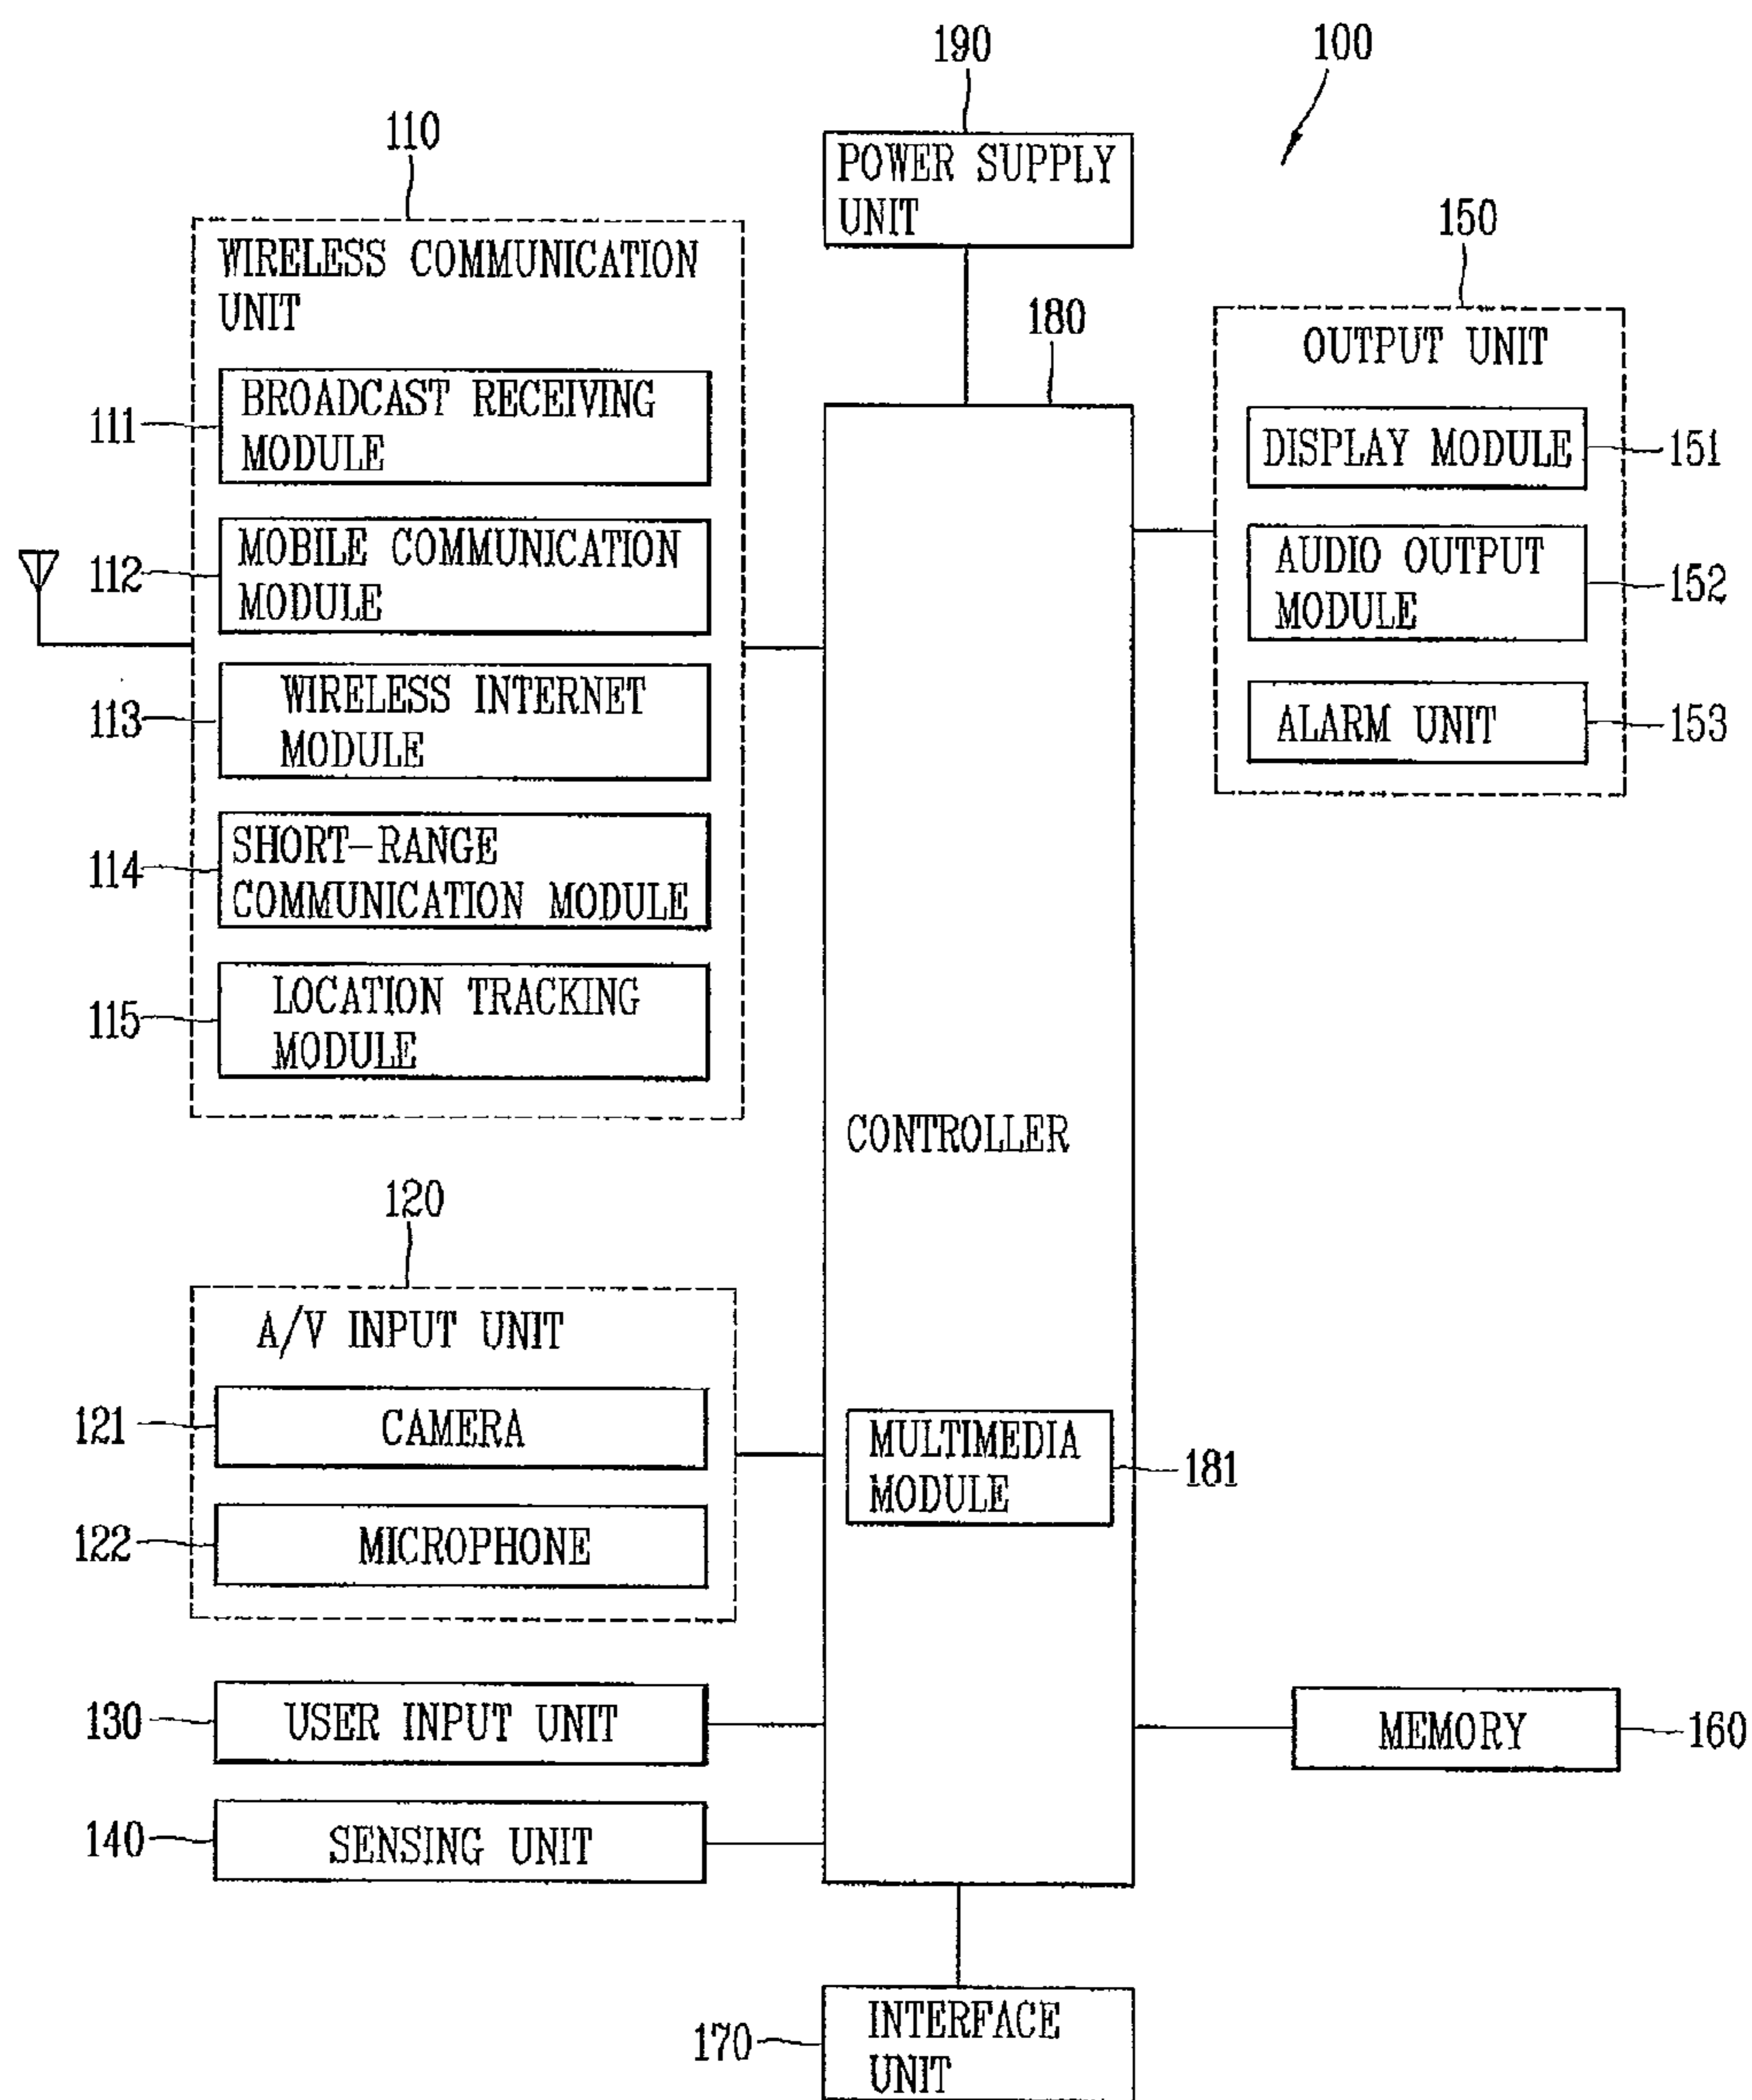 190
100
110
POWER SUPPLY
UNIT
150
WIRELESS COMMUNICATION
UNIT
180
OUTPUT UNIT
111
BROADCAST RECEIVING
MODULE
DISPLAY MODULE
151
112
MOBILE COMMUNICATION
MODULE
AUDIO OUTPUT
MODULE
152
113
WIRELESS INTERNET
MODULE
ALARM UNIT
153
114
SHORT-RANGE
COMMUNICATION MODULE
115
LOCATION TRACKING
MODULE
CONTROLLER
120
A/V INPUT UNIT
121
CAMERA
MULTIMEDIA
MODULE
181
122
MICROPHONE
130
USER INPUT UNIT
MEMORY
160
140
SENSING UNIT
170
INTERFACE
UNIT